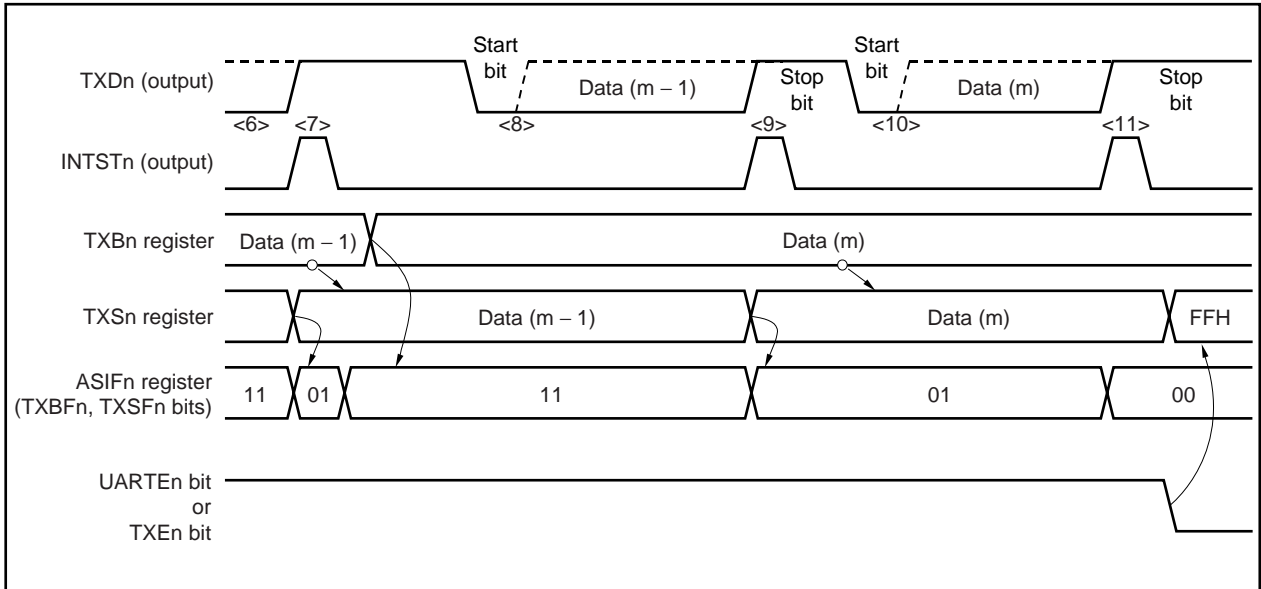 Start bit
Start bit
TXDn (output)
Data (m – 1)
Stop bit
Data (m)
Stop bit
<6>
<7>
<8>
<9>
<10>
<11>
INTSTn (output)
TXBn register
Data (m – 1)
Data (m)
TXSn register
Data (m – 1)
Data (m)
FFH
ASIFn register
(TXBFn, TXSFn bits)
11
01
11
01
00
UARTEn bit
or
TXEn bit